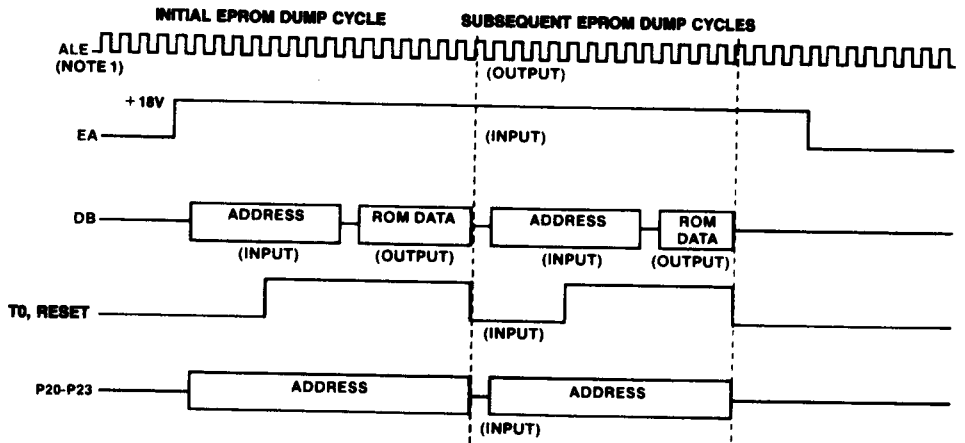 INITIAL EPROM DUMP CYCLE
SUBSEQUENT EPROM DUMP CYCLES
ALE
(NOTE 1)
(OUTPUT)
+ 18V
EA
(INPUT)
DB
ADDRESS
ROM DATA
ADDRESS
ROM
DATA
(INPUT)
(OUTPUT)
(INPUT)
(OUTPUT)
T0, RESET
(INPUT)
P20-P23
ADDRESS
ADDRESS
(INPUT)